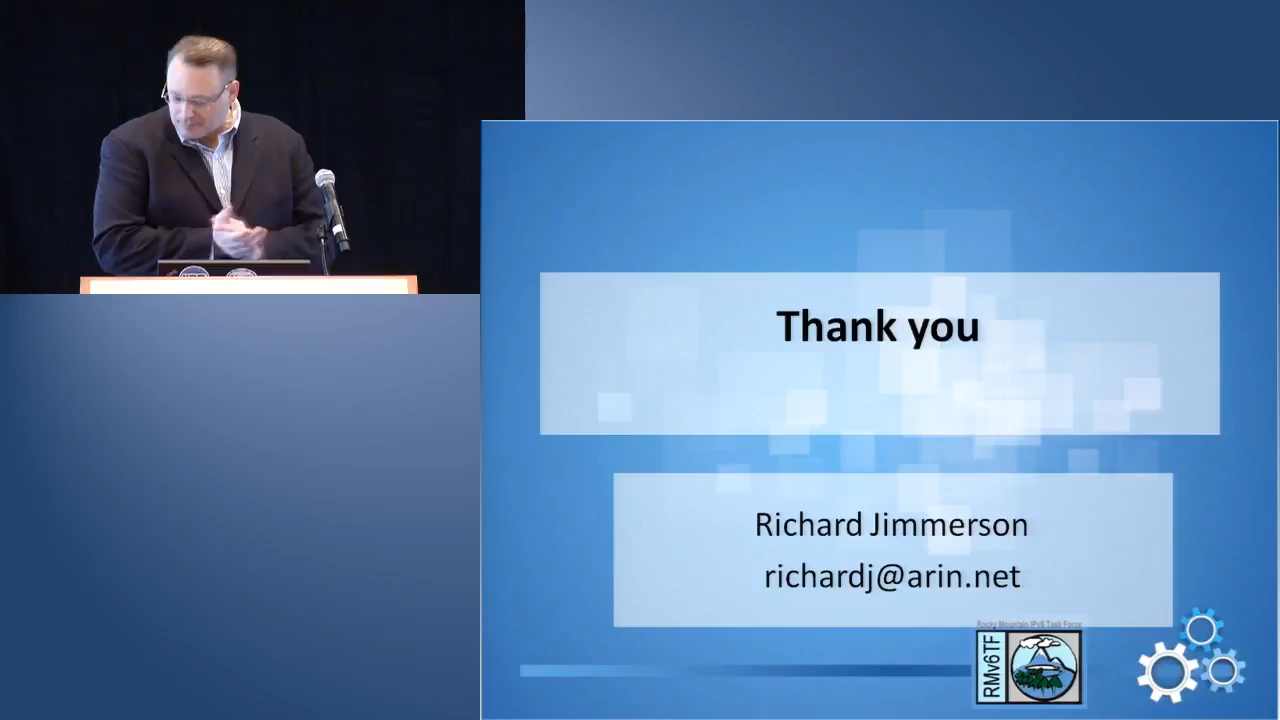 Thank you
Richard Jimmerson
richardj@arin.net
Rocky Mountain IPv6 Task Force
RMv6TF